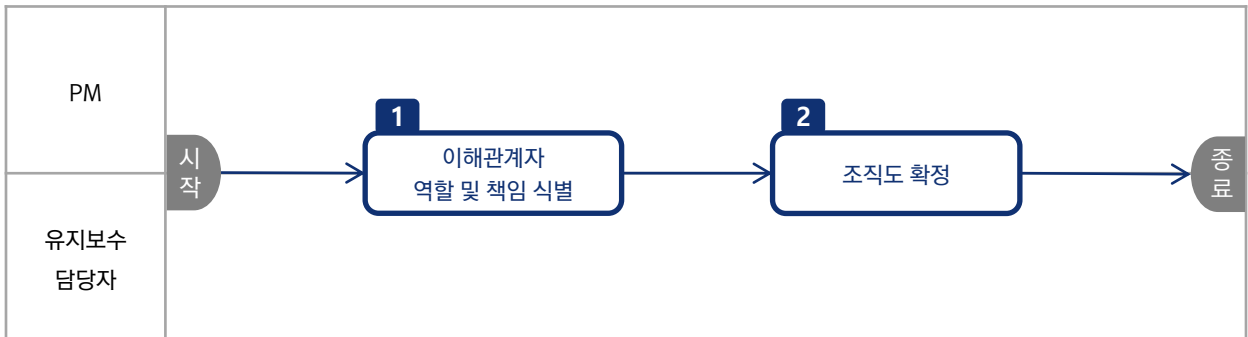 PM
유지보수
담당자
시
작
1
이해관계자
역할 및 책임 식별
2
조직도 확정
종
료